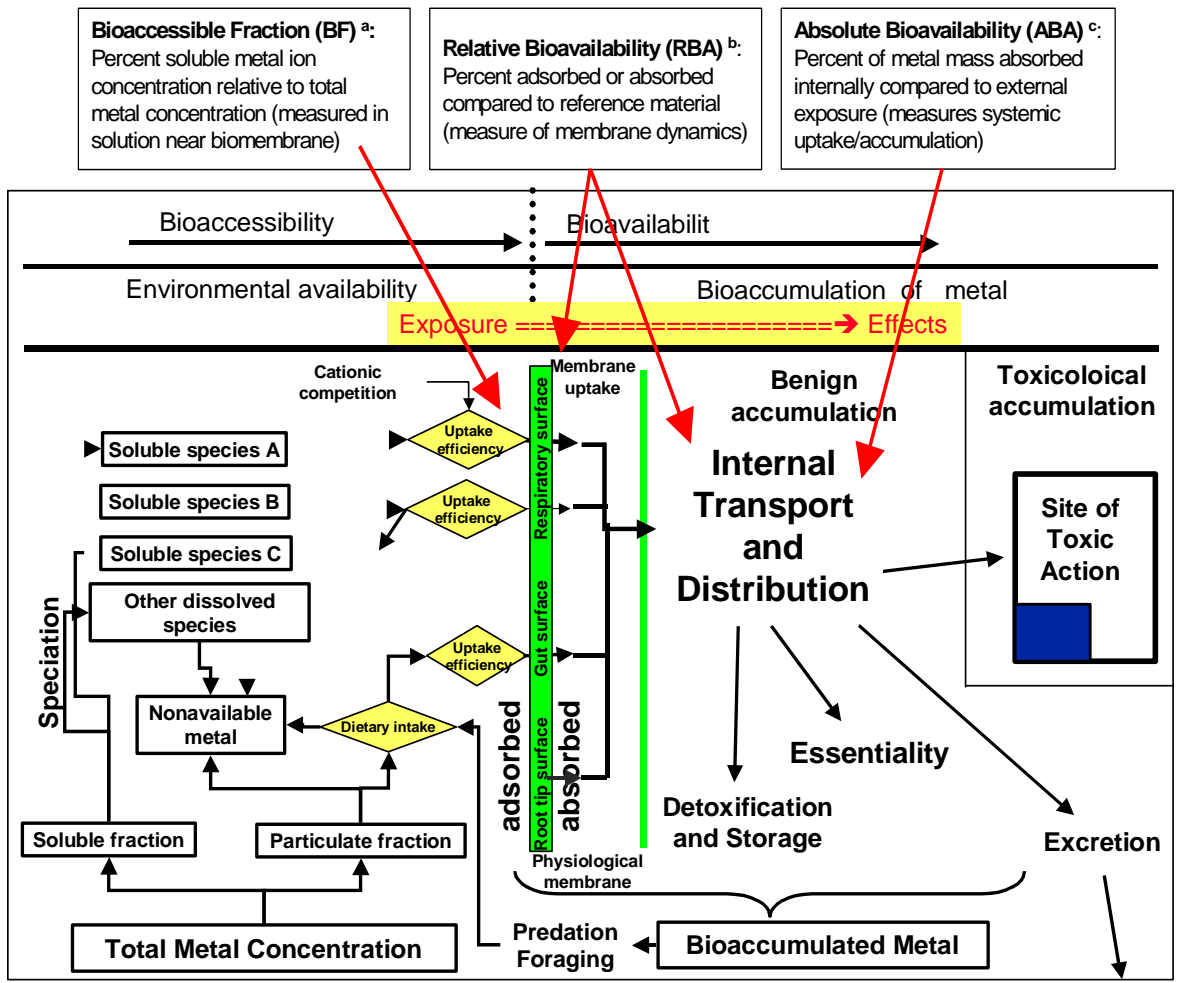 Bioaccessible Fraction (BF) a:
Percent soluble metal ion
concentration relative to total
metal concentration (measured in
solution near biomembrane)
Relative Bioavailability (RBA) b:
Percent adsorbed or absorbed
compared to reference material
(measure of membrane dynamics)
Absolute Bioavailability (ABA) c:
Percent of metal mass absorbed
internally compared to external
exposure (measures systemic
uptake/accumulation)
Bioaccessibility
Bioavailabilit
Environmental availability
Bioaccumulation of metal
Exposure ====================== ➔ Effects
Cationic
competition
Membrane
uptake
Benign
accumulation
Toxicoloical
accumulation
Uptake
efficiency
Uptake
efficiency
Uptake
efficiency
Soluble species A
Soluble species B
Soluble species C
Other dissolved
species
Speciation
Nonavailable
metal
Dietary intake
Respiratory surface
Gut surface
Root tip surface
adsorbed
absorbed
Internal
Transport
and
Distribution
Site of
Toxic
Action
Essentiality
Detoxification
and Storage
Excretion
Soluble fraction
Particulate fraction
Physiological
membrane
Total Metal Concentration
Predation
Foraging
Bioaccumulated Metal